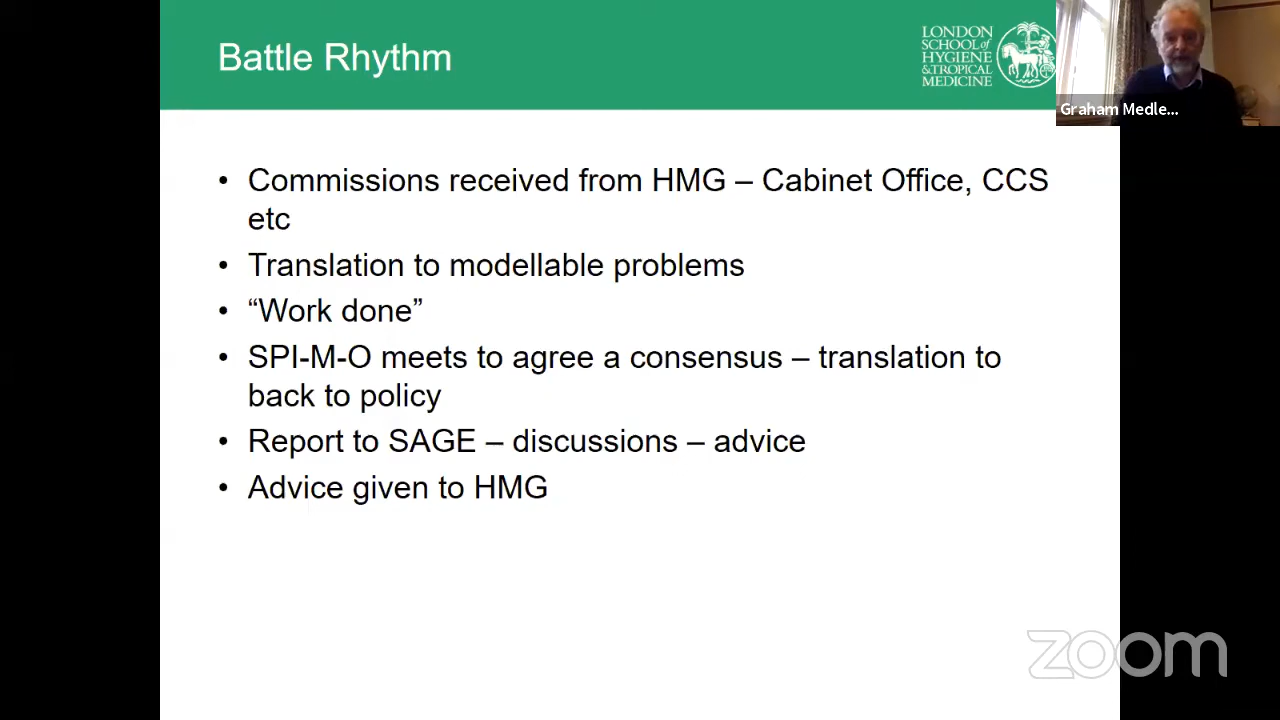 Battle Rhythm
LONDON
SCHOOL of
HYGIENE
& TROPICAL
MEDICINE
Graham Medle...
• Commissions received from HMG – Cabinet Office, CCS
etc
• Translation to modellable problems
• “Work done”
• SPI-M-O meets to agree a consensus – translation to
back to policy
• Report to SAGE – discussions – advice
• Advice given to HMG
zoom